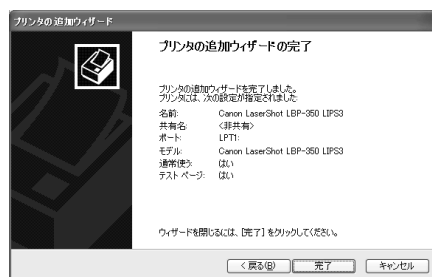 プリンタの追加ウィザード
プリンタの追加ウィザードの完了
プリンタの追加ウィザードを完了しました。
プリンタには、次の設定が指定されました:
名前: Canon LaserShot LBP-350 LIPS3
共有名: <非共有>
ポート: LPT1:
モデル: Canon LaserShot LBP-350 LIPS3
通常使う: はい
テスト ページ: はい
ウィザードを閉じるには、[完了] をクリックしてください。
< 戻る(B) 完了 キャンセル